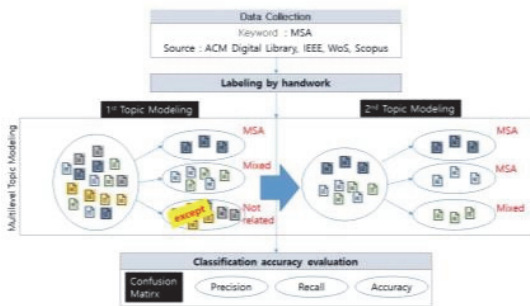 Data Collection
Keyword : MSA
Source : ACM Digital Library, IEEE, WoS, Scopus
Labeling by handwork
1st Topic Modeling
2nd Topic Modeling
Multilevel Topic Modeling
MSA
Mixed
except
Not
related
MSA
MSA
Mixed
Classification accuracy evaluation
Confusion
Matirx
Precision
Recall
Accuracy